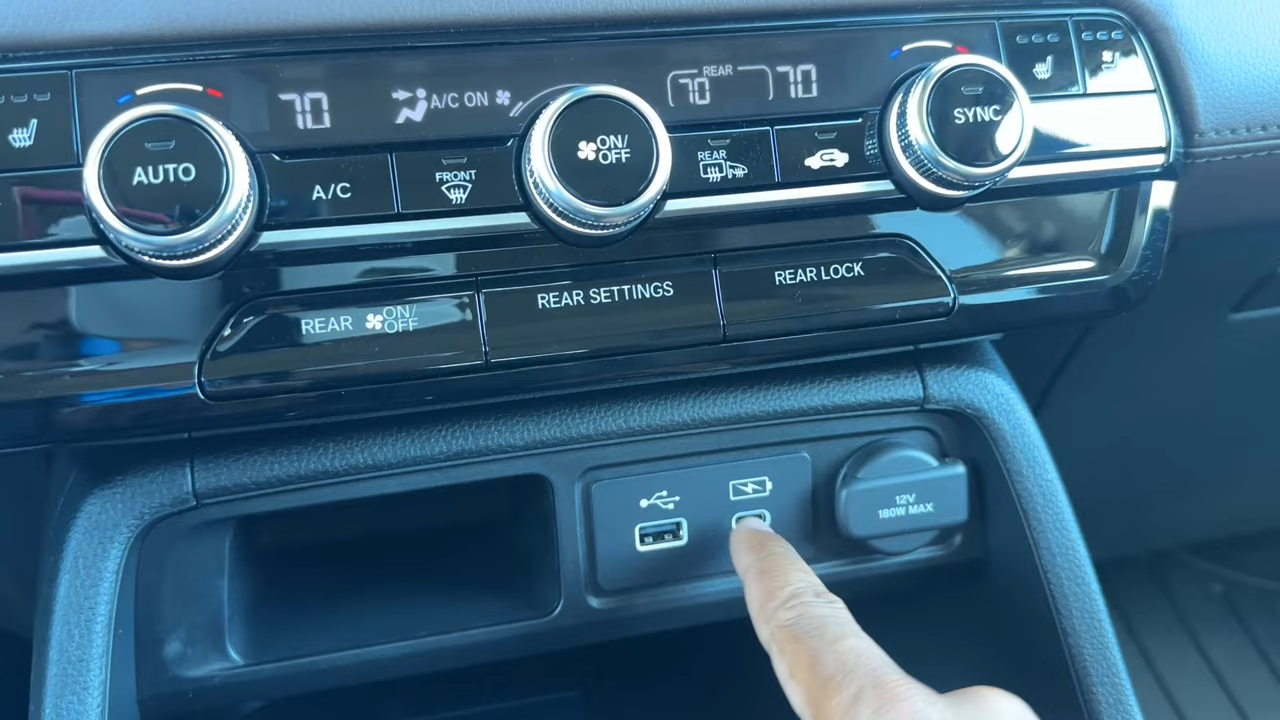 70
A/C ON
REAR
70
70
AUTO
A/C
FRONT
ON/
OFF
REAR
SYNC
REAR ON/
OFF
REAR SETTINGS
REAR LOCK
12V
180W MAX